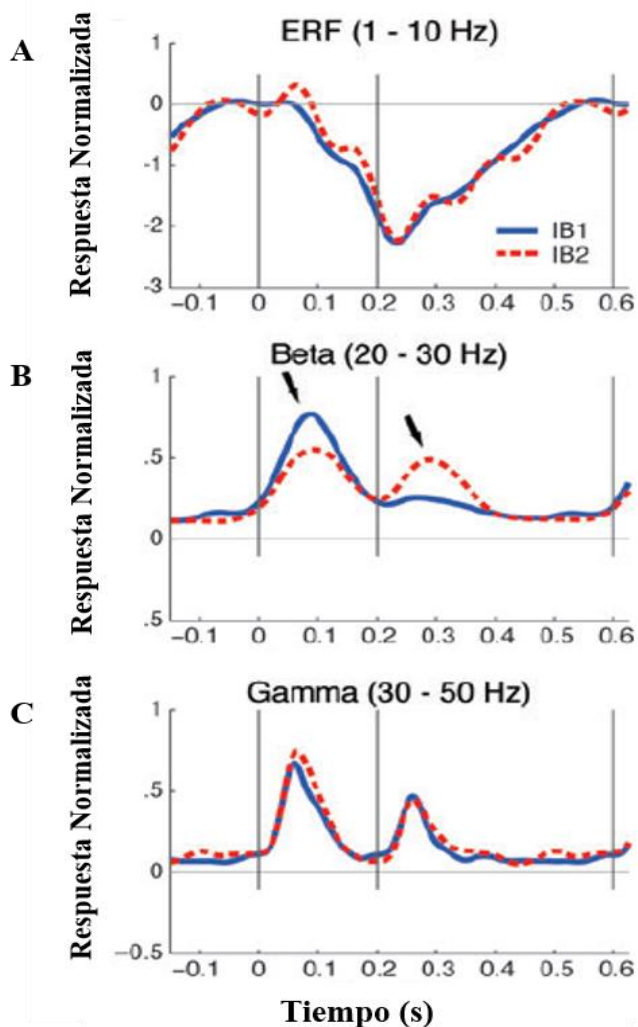 A
ERF (1 - 10 Hz)
Respuesta Normalizada
1
0
-1
-2
-3
IB1
IB2
−0.1 0 0.1 0.2 0.3 0.4 0.5 0.6
B
Beta (20 - 30 Hz)
Respuesta Normalizada
1
.5
0
.5
−0.1 0 0.1 0.20 0.3 0.4 0.5 0.6
C
Gamma (30 - 50 Hz)
Respuesta Normalizada
1
.5
0
−0.5
−0.1 0 0.1 0.2 0.3 0.4 0.5 0.6
Tiempo (s)